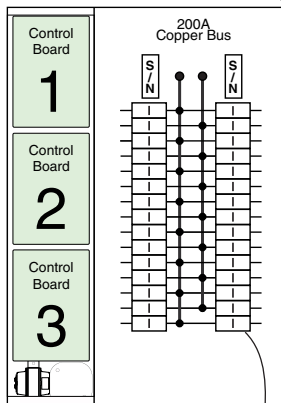 Control
Board
1
Control
Board
2
Control
Board
3
200A
Copper Bus
S/N
S/N